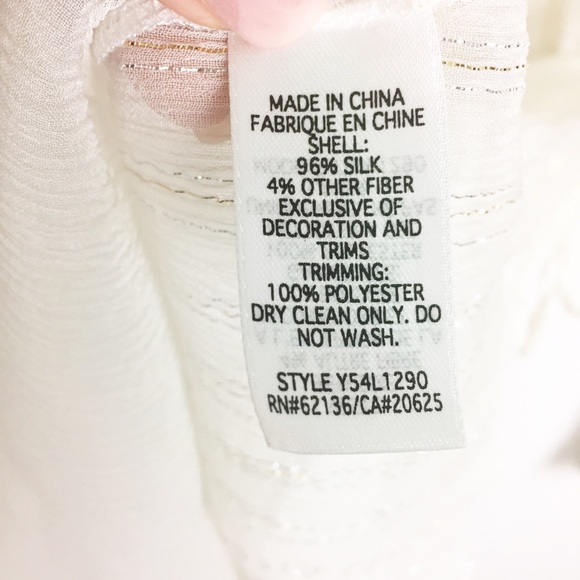 MADE IN CHINA
FABRIQUE EN CHINE
SHELL:
96% SILK
4% OTHER FIBER
EXCLUSIVE OF
DECORATION AND
TRIMS
TRIMMING:
100% POLYESTER
DRY CLEAN ONLY. DO
NOT WASH.
STYLE Y54L1290
RN#62136/CA#20625